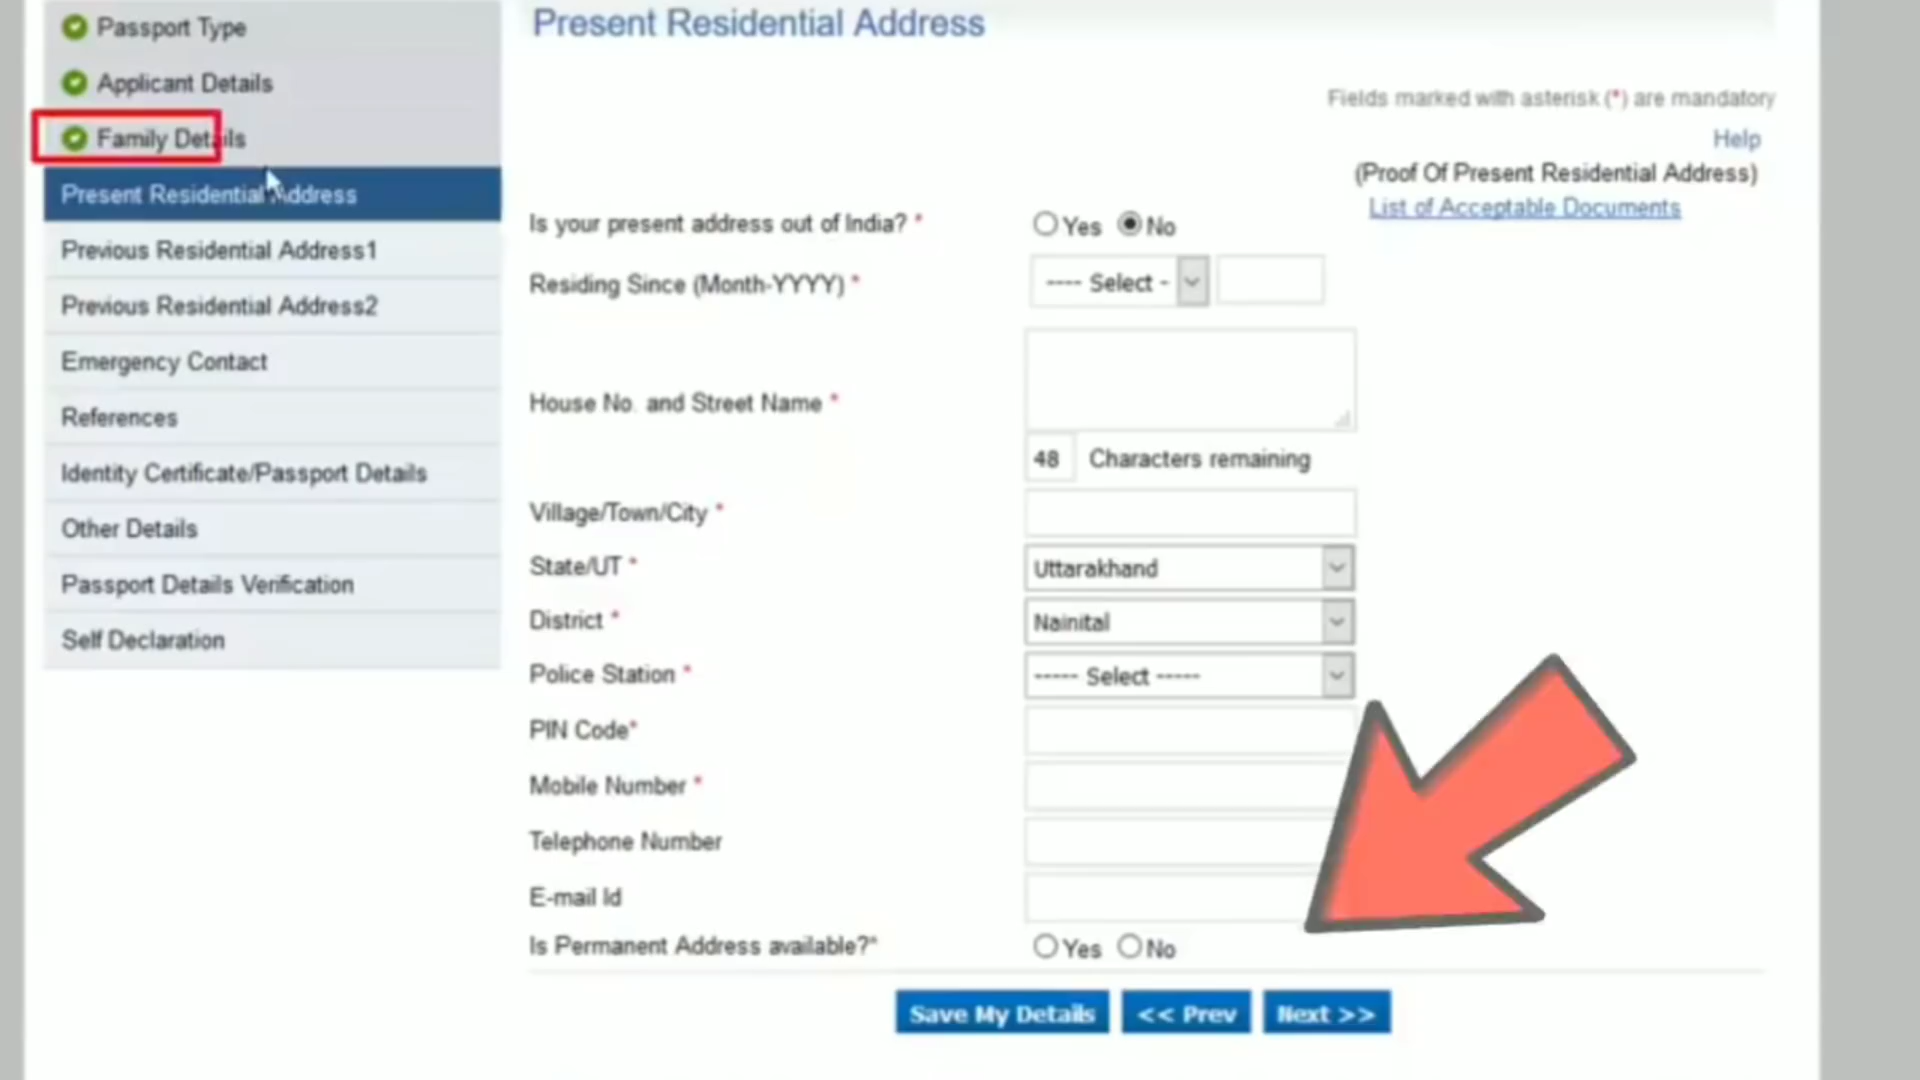 Passport Type
Applicant Details
Family Details
Present Residential Address
Previous Residential Address1
Previous Residential Address2
Emergency Contact
References
Identity Certificate/Passport Details
Other Details
Passport Details Verification
Self Declaration
Present Residential Address
Fields marked with asterisk (*) are mandatory
Help
(Proof Of Present Residential Address)
List of Acceptable Documents
Is your present address out of India? * Yes No
Residing Since (Month-YYYY) * ---- Select -
House No. and Street Name *
48 Characters remaining
Village/Town/City *
State/UT * Uttarakhand
District * Nainital
Police Station * ----- Select -----
PIN Code*
Mobile Number *
Telephone Number
E-mail Id
Is Permanent Address available?* Yes No
Save My Details << Prev Next >>